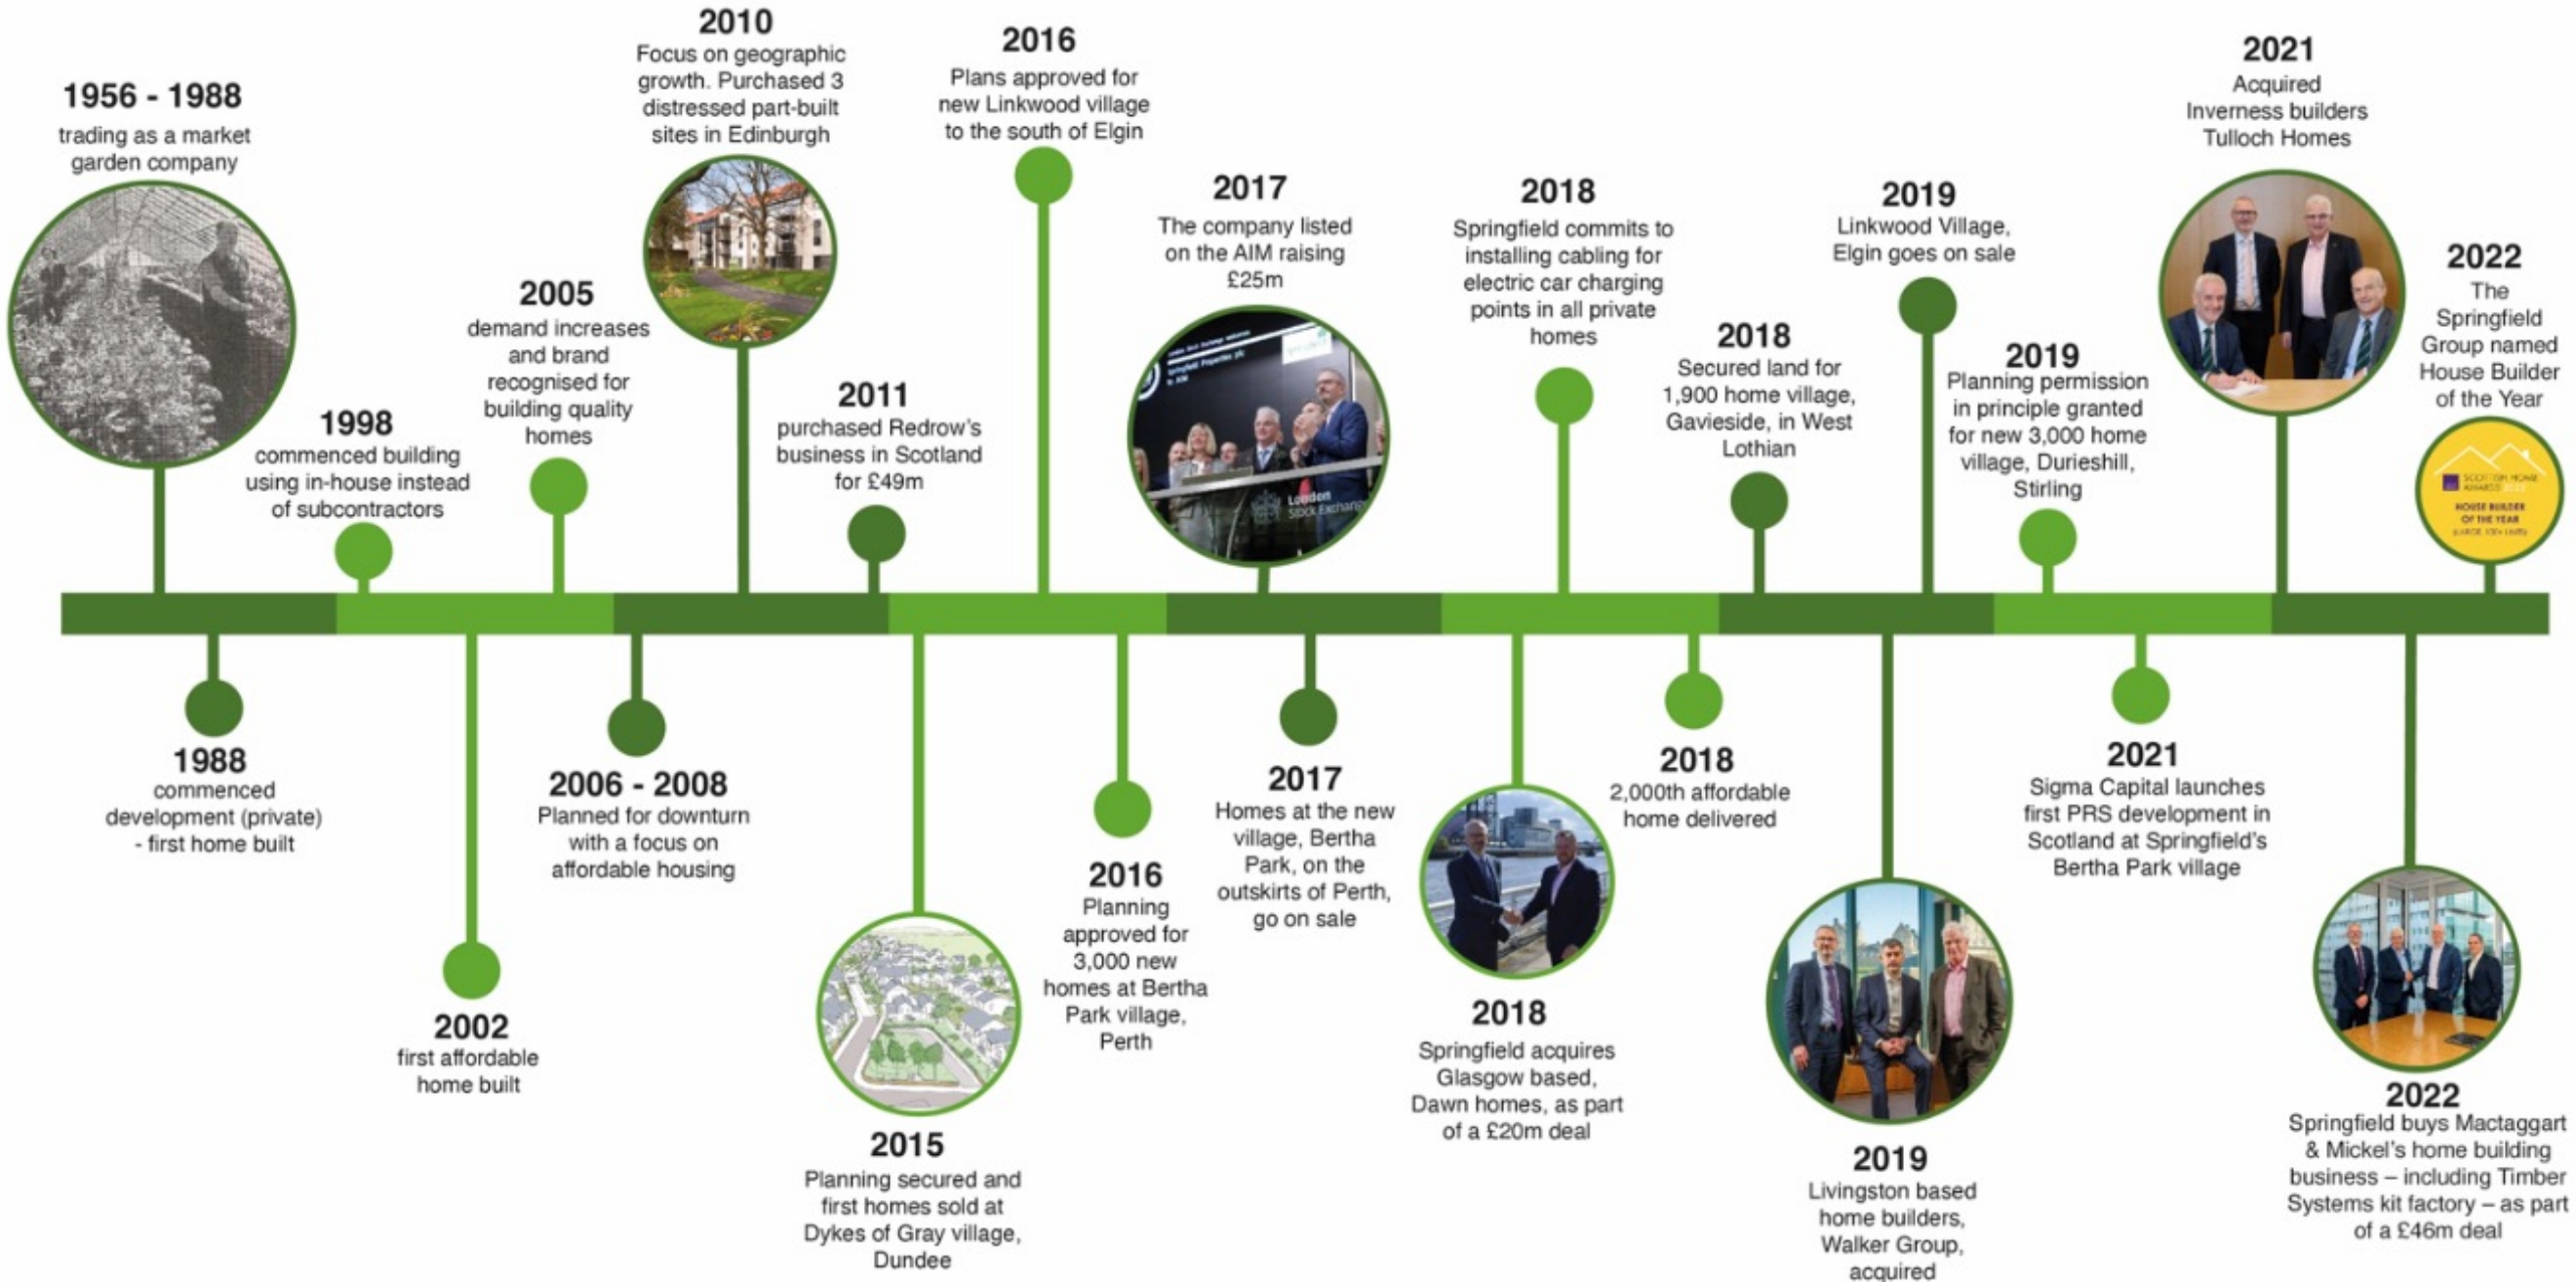 1956 - 1988
trading as a market
garden company
1988
commenced
development (private)
- first home built
1998
commenced building
using in-house instead
of subcontractors
2002
first affordable
home built
2005
demand increases
and brand
recognised for
building quality
homes
2006 - 2008
Planned for downturn
with a focus on
affordable housing
2010
Focus on geographic
growth. Purchased 3
distressed part-built
sites in Edinburgh
2011
purchased Redrow's
business in Scotland
for £49m
2015
Planning secured and
first homes sold at
Dykes of Gray village,
Dundee
2016
Plans approved for
new Linkwood village
to the south of Elgin
2016
Planning
approved for
3,000 new
homes at Bertha
Park village,
Perth
2017
The company listed
on the AIM raising
£25m
Springfield Properties plc
to AIM
London
Stock Exchange
2017
Homes at the new
village, Bertha
Park, on the
outskirts of Perth,
go on sale
2018
Springfield acquires
Glasgow based,
Dawn homes, as part
of a £20m deal
2018
Springfield commits to
installing cabling for
electric car charging
points in all private
homes
2018
2,000th affordable
home delivered
2018
Secured land for
1,900 home village,
Gavieside, in West
Lothian
2019
Livingston based
home builders,
Walker Group,
acquired
2019
Linkwood Village,
Elgin goes on sale
2019
Planning permission
in principle granted
for new 3,000 home
village, Durieshill,
Stirling
2021
Sigma Capital launches
first PRS development in
Scotland at Springfield's
Bertha Park village
2021
Acquired
Inverness builders
Tulloch Homes
2022
Springfield buys Mactaggart
& Mickel's home building
business – including Timber
Systems kit factory – as part
of a £46m deal
2022
The
Springfield
Group named
House Builder
of the Year
SCOTTISH HOME
AWARDS 2022
HOUSE BUILDER
OF THE YEAR
(LARGE, 100+ UNITS)